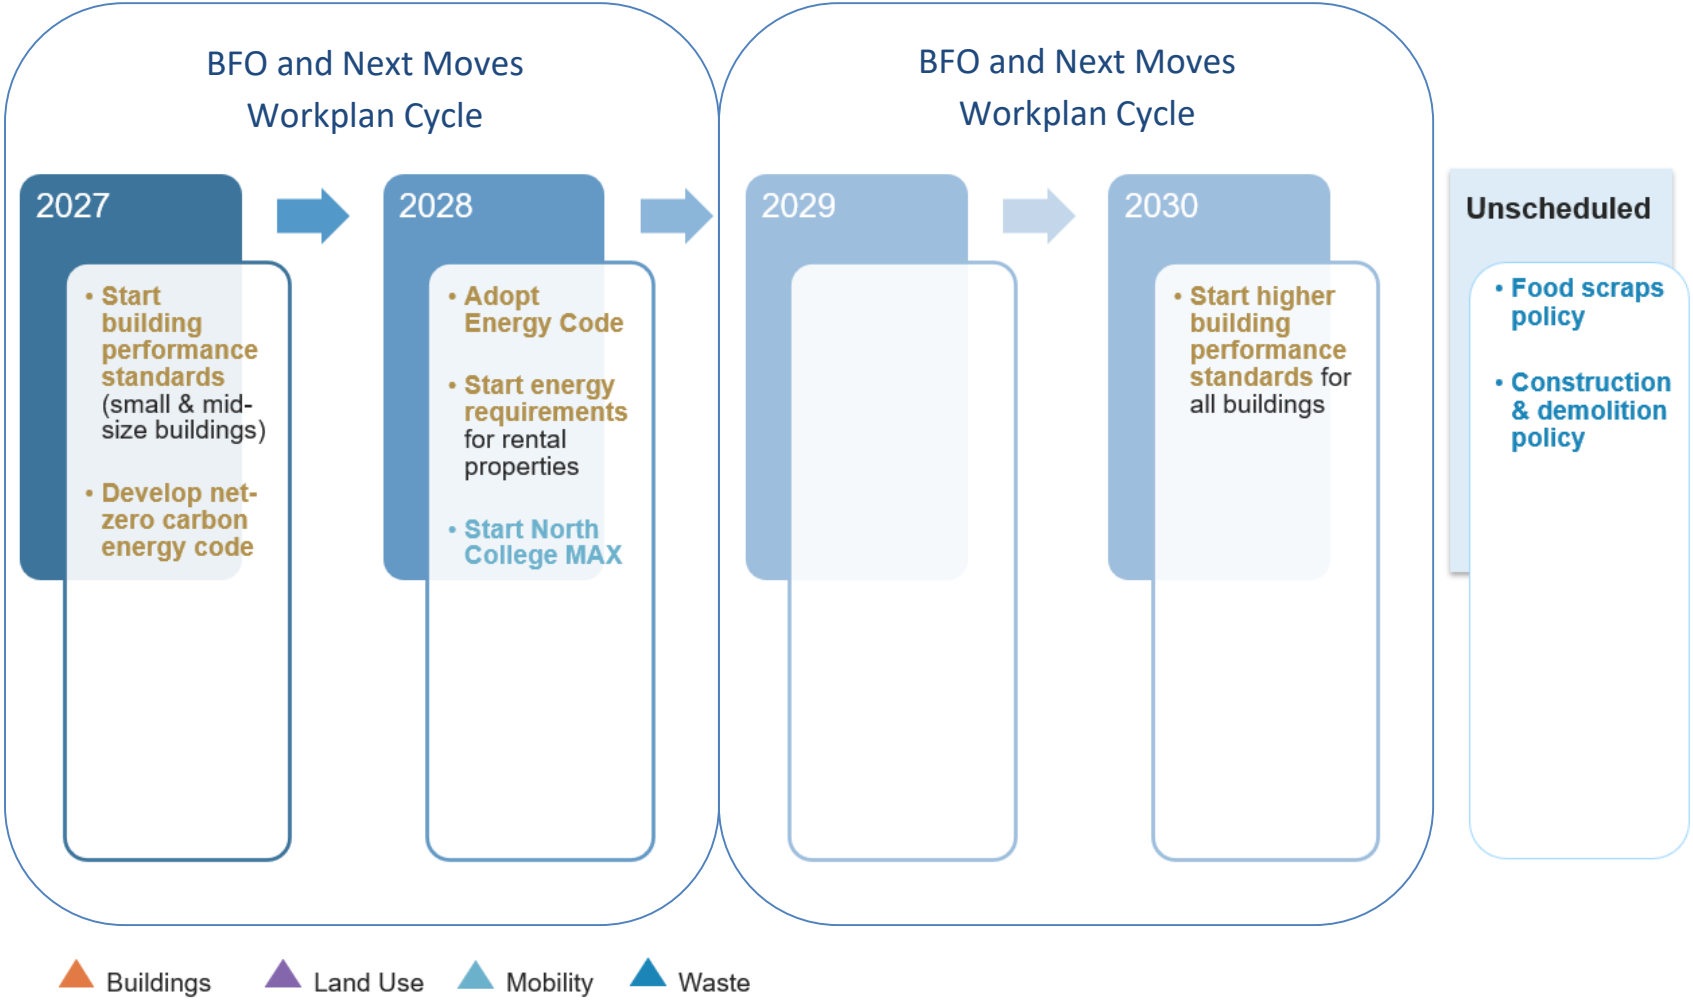 BFO and Next Moves
Workplan Cycle
2027
• Start
building
performance
standards
(small & mid-
size buildings)
• Develop net-
zero carbon
energy code
2028
• Adopt
Energy Code
• Start energy
requirements
for rental
properties
• Start North
College MAX
BFO and Next Moves
Workplan Cycle
2029
2030
• Start higher
building
performance
standards for
all buildings
Unscheduled
• Food scraps
policy
• Construction
& demolition
policy
Buildings
Land Use
Mobility
Waste